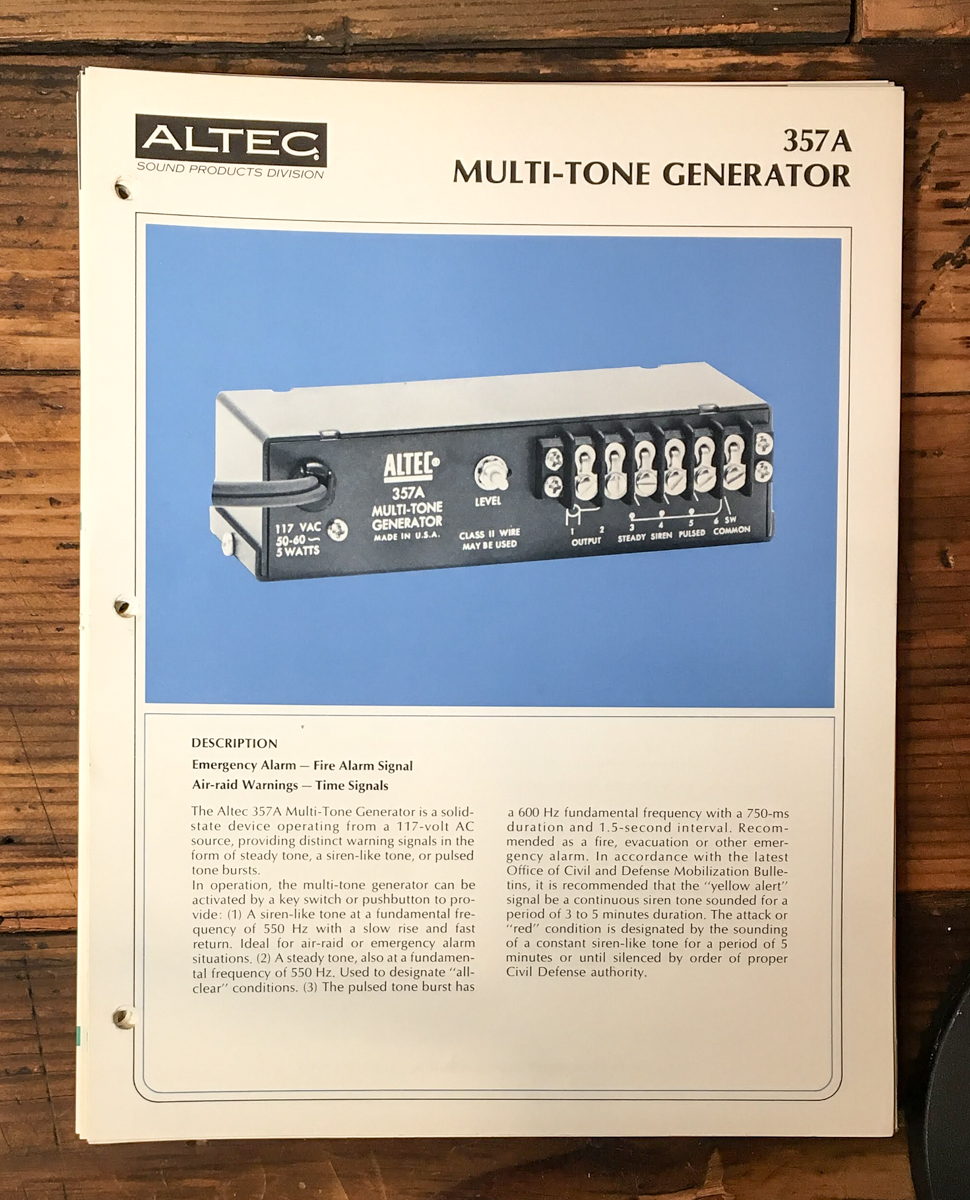 ALTEC
SOUND PRODUCTS DIVISION
357A
MULTI-TONE GENERATOR
ALTEC
357A
MULTI-TONE
GENERATOR
MADE IN U.S.A.
117 VAC
50-60 ~
5 WATTS
LEVEL
CLASS II WIRE
MAY BE USED
1 2 3 4 5 6 SW
OUTPUT STEADY SIREN PULSED COMMON
DESCRIPTION
Emergency Alarm — Fire Alarm Signal
Air-raid Warnings — Time Signals
The Altec 357A Multi-Tone Generator is a solid-
state device operating from a 117-volt AC
source, providing distinct warning signals in the
form of steady tone, a siren-like tone, or pulsed
tone bursts.
In operation, the multi-tone generator can be
activated by a key switch or pushbutton to pro-
vide: (1) A siren-like tone at a fundamental fre-
quency of 550 Hz with a slow rise and fast
return. Ideal for air-raid or emergency alarm
situations. (2) A steady tone, also at a fundamen-
tal frequency of 550 Hz. Used to designate “all-
clear” conditions. (3) The pulsed tone burst has
a 600 Hz fundamental frequency with a 750-ms
duration and 1.5-second interval. Recom-
mended as a fire, evacuation or other emer-
gency alarm. In accordance with the latest
Office of Civil and Defense Mobilization Bulle-
tins, it is recommended that the “yellow alert”
signal be a continuous siren tone sounded for a
period of 3 to 5 minutes duration. The attack or
“red” condition is designated by the sounding
of a constant siren-like tone for a period of 5
minutes or until silenced by order of proper
Civil Defense authority.